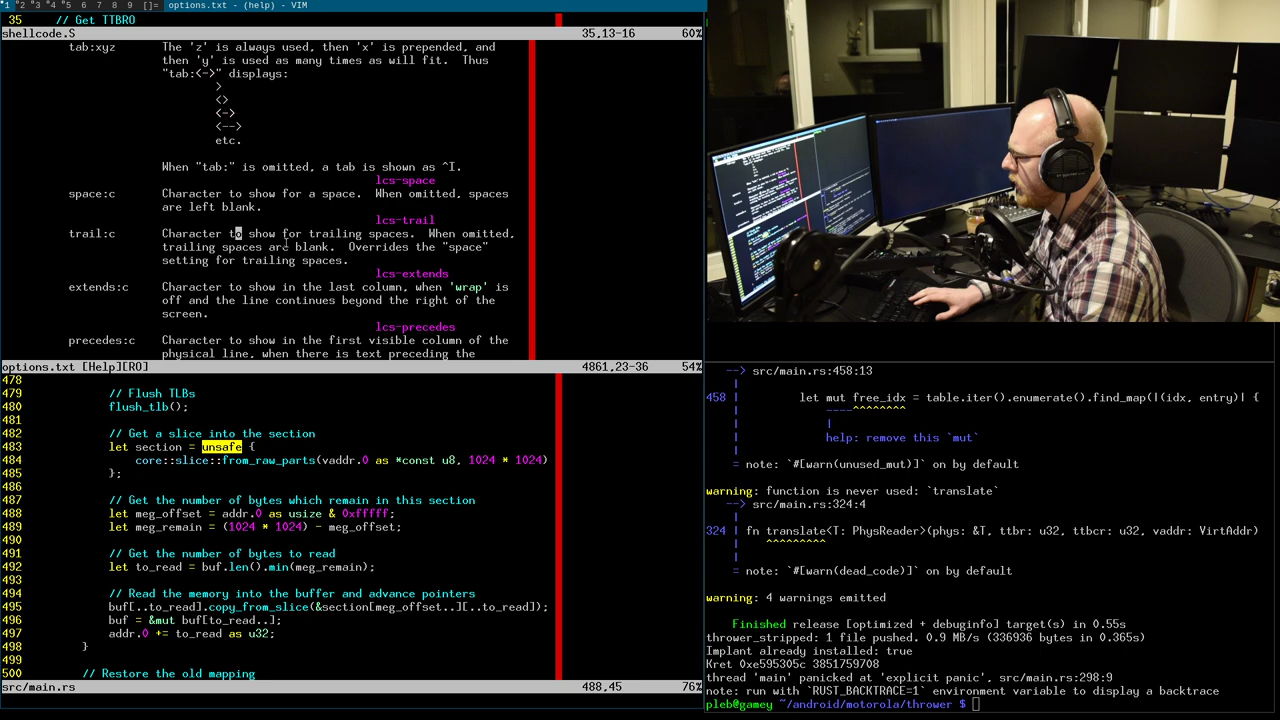 1 2 3 4 5 6 7 8 9 []= options.txt - (help) - VIM
35 // Get TTBRO
shellcode.S 35,13-16 60%
tab:xyz The 'z' is always used, then 'x' is prepended, and
then 'y' is used as many times as will fit. Thus
"tab:<->" displays:
>
<>
<->
<-->
etc.
When "tab:" is omitted, a tab is shown as ^I.
lcs-space
space:c Character to show for a space. When omitted, spaces
are left blank.
lcs-trail
trail:c Character to show for trailing spaces. When omitted,
trailing spaces are blank. Overrides the "space"
setting for trailing spaces.
lcs-extends
extends:c Character to show in the last column, when 'wrap' is
off and the line continues beyond the right of the
screen.
lcs-precedes
precedes:c Character to show in the first visible column of the
physical line, when there is text preceding the
options.txt [Help][RO] 4861,23-36 54%
478
479 // Flush TLBs
480 flush_tlb();
481
482 // Get a slice into the section
483 let section = unsafe {
484 core::slice::from_raw_parts(vaddr.0 as *const u8, 1024 * 1024)
485 };
486
487 // Get the number of bytes which remain in this section
488 let meg_offset = addr.0 as usize & 0xfffff;
489 let meg_remain = (1024 * 1024) - meg_offset;
490
491 // Get the number of bytes to read
492 let to_read = buf.len().min(meg_remain);
493
494 // Read the memory into the buffer and advance pointers
495 buf[..to_read].copy_from_slice(&section[meg_offset..][..to_read]);
496 buf = &mut buf[to_read..];
497 addr.0 += to_read as u32;
498 }
499
500 // Restore the old mapping
src/main.rs 488,45 76%
--> src/main.rs:458:13
|
458 | let mut free_idx = table.iter().enumerate().find_map(|(idx, entry)| {
| ----^^^^^^^^
| |
| help: remove this `mut`
|
= note: `#[warn(unused_mut)]` on by default
warning: function is never used: `translate`
--> src/main.rs:324:4
|
324 | fn translate<T: PhysReader>(phys: &T, ttbr: u32, ttbcr: u32, vaddr: VirtAddr)
| ^^^^^^^^^
|
= note: `#[warn(dead_code)]` on by default
warning: 4 warnings emitted
Finished release [optimized + debuginfo] target(s) in 0.55s
thrower_stripped: 1 file pushed. 0.9 MB/s (336936 bytes in 0.365s)
Implant already installed: true
Kret 0xe595305c 3851759708
thread 'main' panicked at 'explicit panic', src/main.rs:298:9
note: run with `RUST_BACKTRACE=1` environment variable to display a backtrace
pleb@gamey ~/android/motorola/thrower $